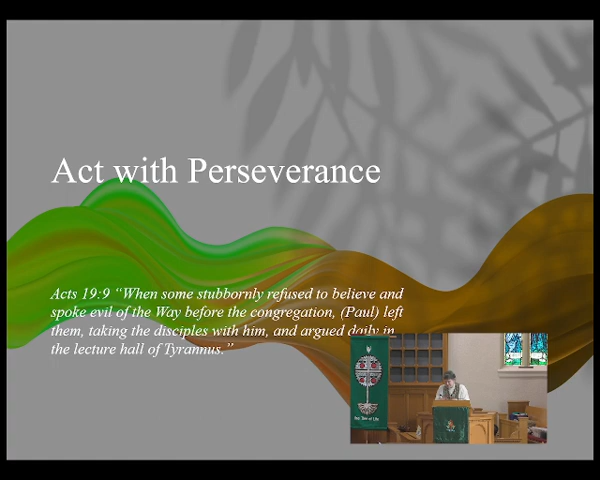 Act with Perseverance
Acts 19:9 “When some stubbornly refused to believe and
spoke evil of the Way before the congregation, (Paul) left
them, taking the disciples with him, and argued daily in
the lecture hall of Tyrannus.”